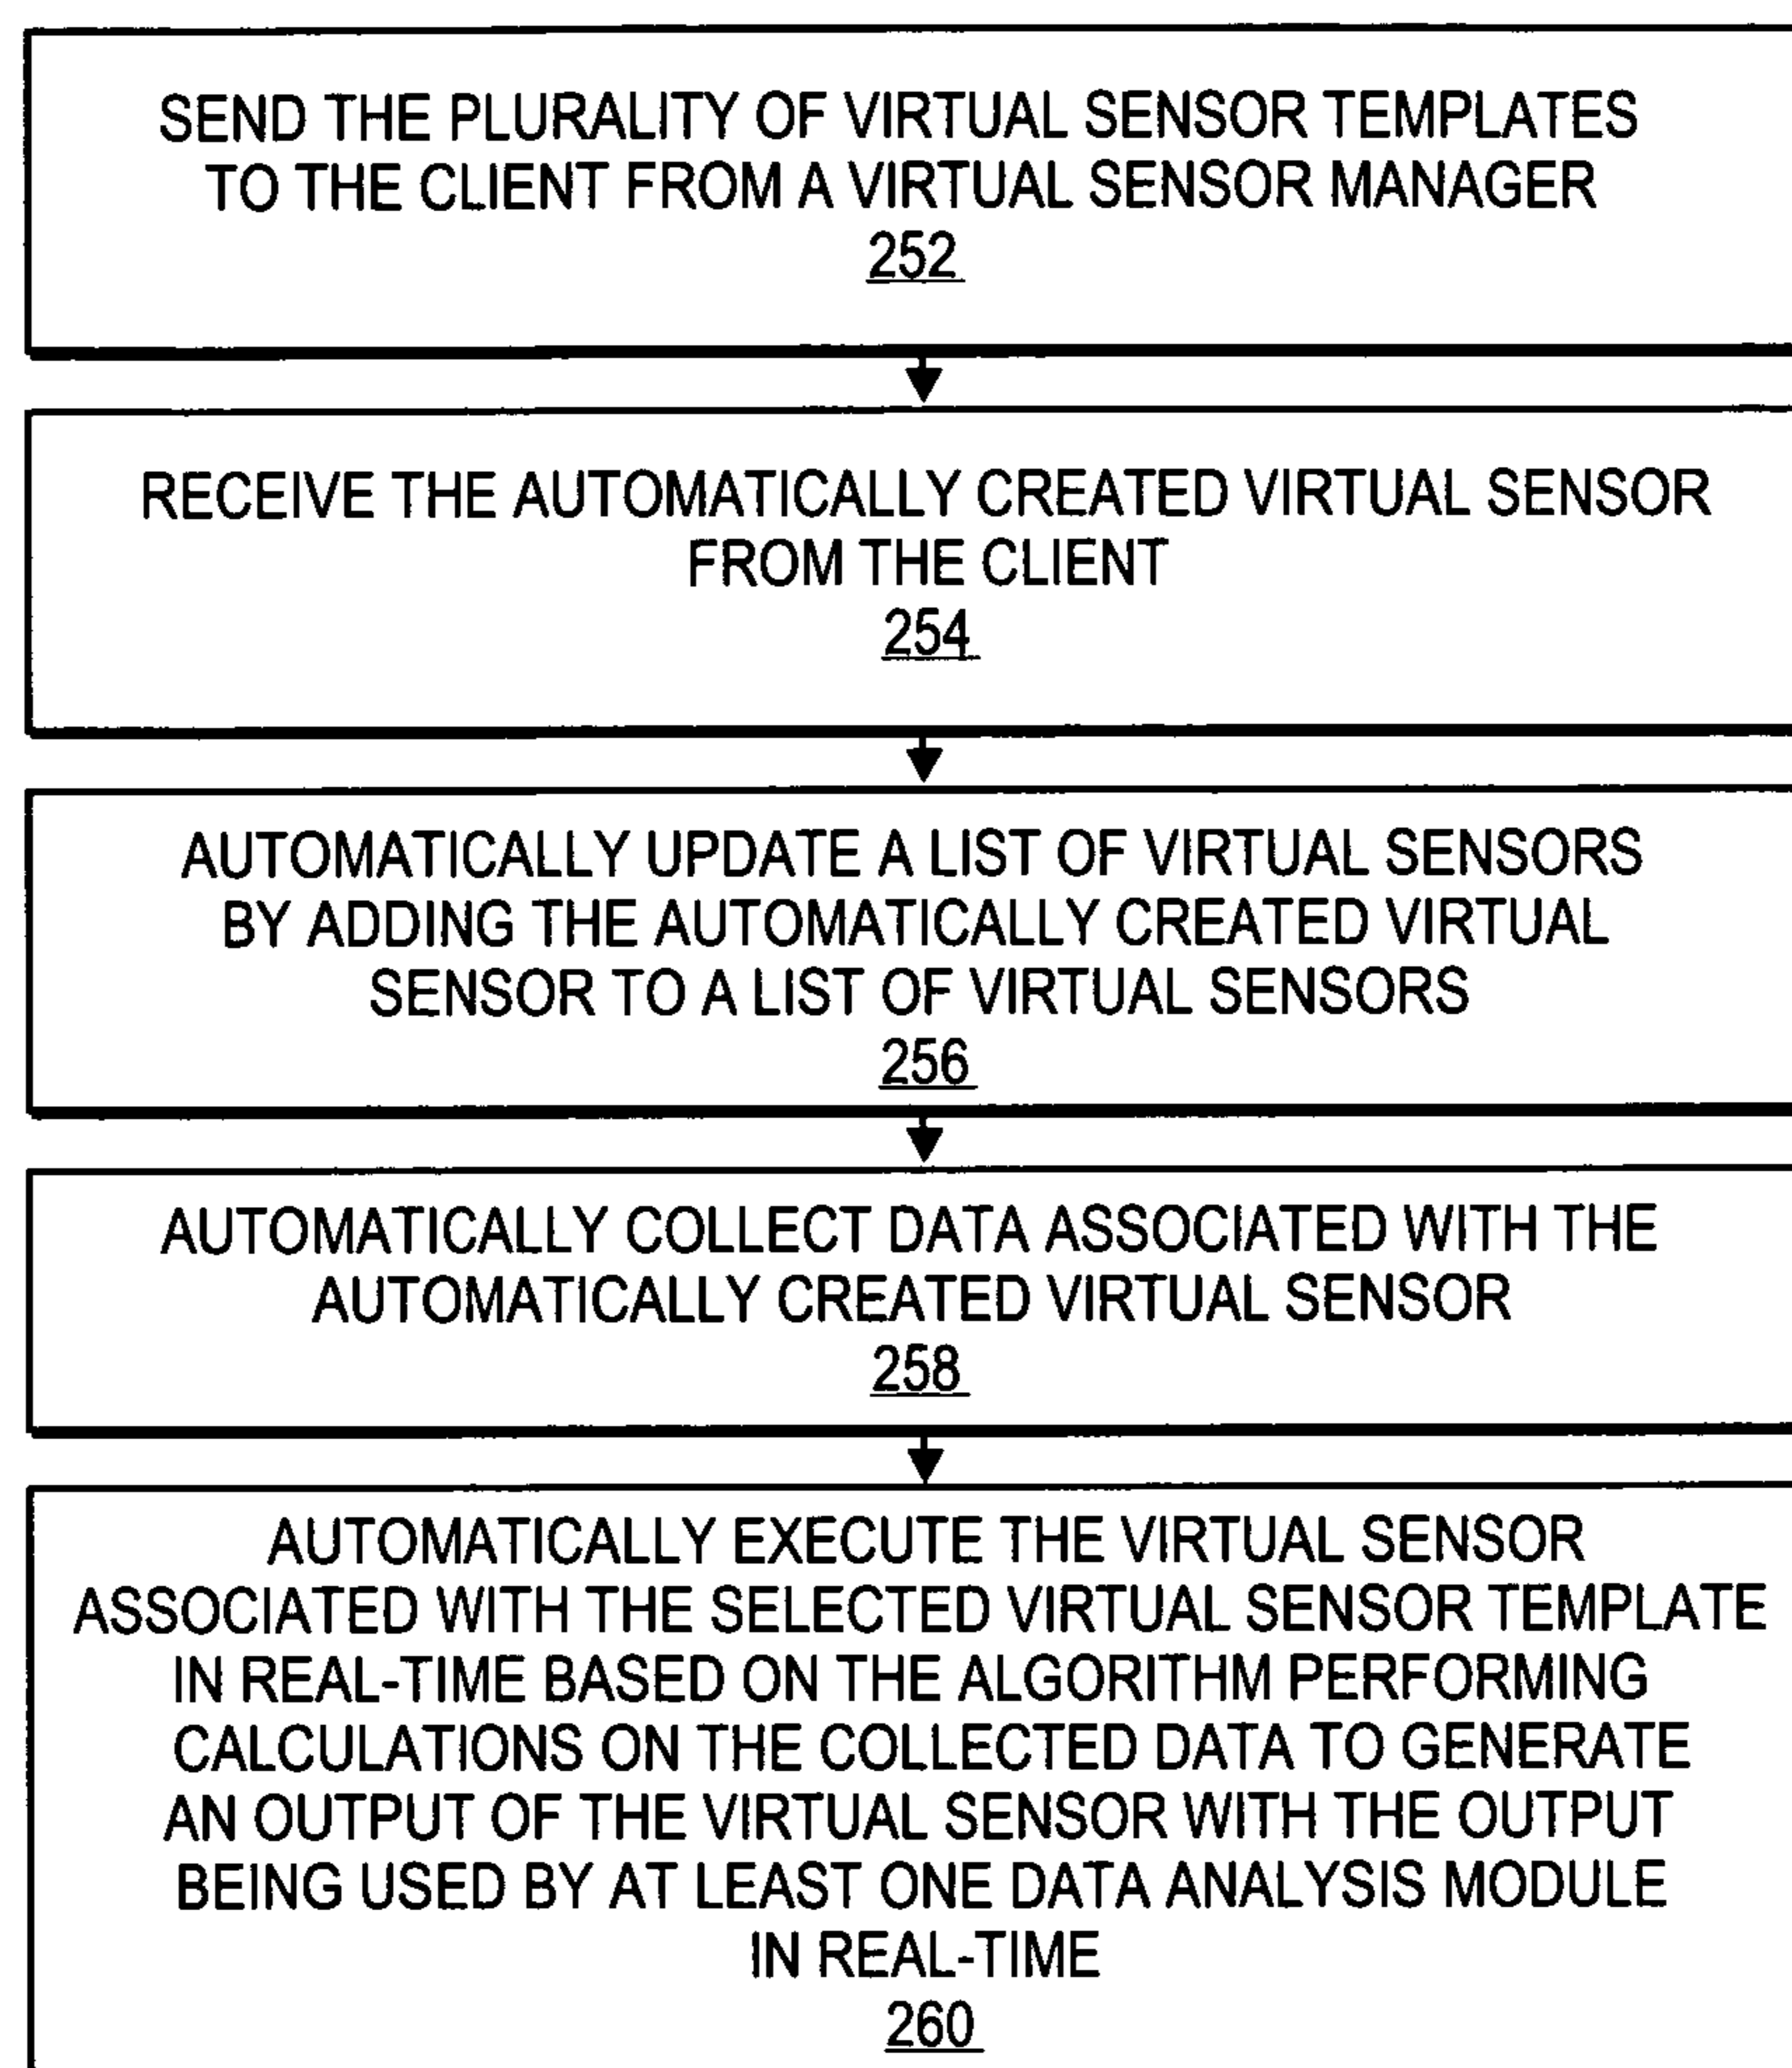 SEND THE PLURALITY OF VIRTUAL SENSOR TEMPLATES
TO THE CLIENT FROM A VIRTUAL SENSOR MANAGER
252
RECEIVE THE AUTOMATICALLY CREATED VIRTUAL SENSOR
FROM THE CLIENT
254
AUTOMATICALLY UPDATE A LIST OF VIRTUAL SENSORS
BY ADDING THE AUTOMATICALLY CREATED VIRTUAL
SENSOR TO A LIST OF VIRTUAL SENSORS
256
AUTOMATICALLY COLLECT DATA ASSOCIATED WITH THE
AUTOMATICALLY CREATED VIRTUAL SENSOR
258
AUTOMATICALLY EXECUTE THE VIRTUAL SENSOR
ASSOCIATED WITH THE SELECTED VIRTUAL SENSOR TEMPLATE
IN REAL-TIME BASED ON THE ALGORITHM PERFORMING
CALCULATIONS ON THE COLLECTED DATA TO GENERATE
AN OUTPUT OF THE VIRTUAL SENSOR WITH THE OUTPUT
BEING USED BY AT LEAST ONE DATA ANALYSIS MODULE
IN REAL-TIME
260